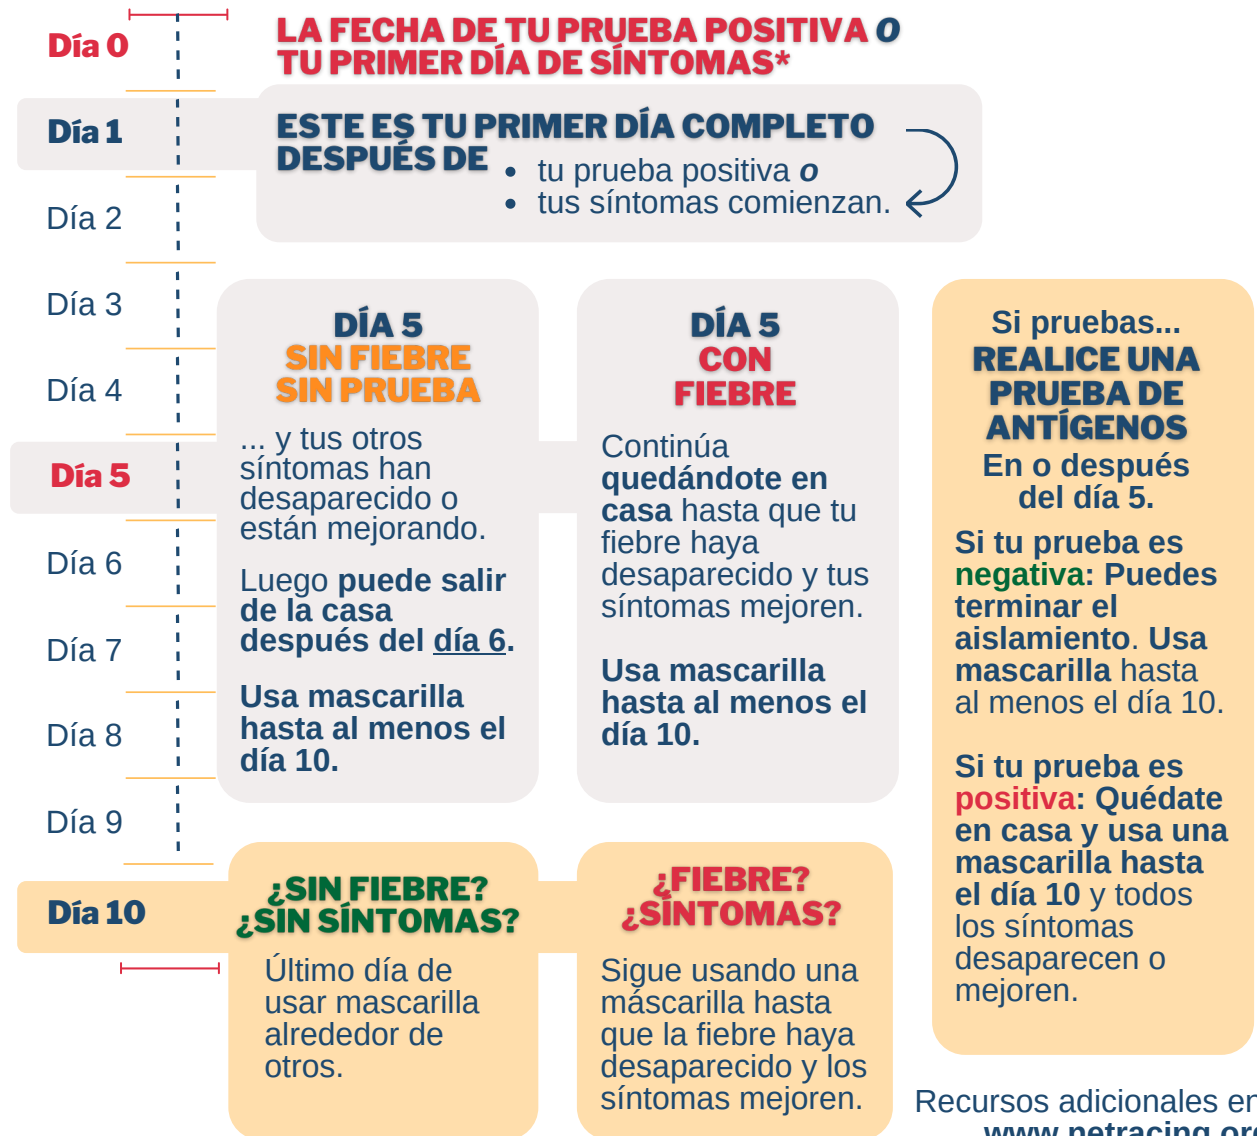 Día 0
LA FECHA DE TU PRUEBA POSITIVA O
TU PRIMER DÍA DE SÍNTOMAS*
Día 1
ESTE ES TU PRIMER DÍA COMPLETO
DESPUÉS DE
• tu prueba positiva o
• tus síntomas comienzan.
Día 2
Día 3
Día 4
Día 5
Día 6
Día 7
Día 8
Día 9
DÍA 5
SIN FIEBRE
SIN PRUEBA
... y tus otros
síntomas han
desaparecido o
están mejorando.
Luego puede salir
de la casa
después del día 6.
Usa mascarilla
hasta al menos el
día 10.
DÍA 5
CON
FIEBRE
Continúa
quedándote en
casa hasta que tu
fiebre haya
desaparecido y tus
síntomas mejoren.
Usa mascarilla
hasta al menos el
día 10.
Si pruebas...
REALICE UNA
PRUEBA DE
ANTÍGENOS
En o después
del día 5.
Si tu prueba es
negativa: Puedes
terminar el
aislamiento. Usa
mascarilla hasta
al menos el día 10.
Si tu prueba es
positiva: Quédate
en casa y usa una
mascarilla hasta
el día 10 y todos
los síntomas
desaparecen o
mejoren.
Día 10
¿SIN FIEBRE?
¿SIN SÍNTOMAS?
Último día de
usar mascarilla
alrededor de
otros.
¿FIEBRE?
¿SÍNTOMAS?
Sigue usando una
máscarilla hasta
que la fiebre haya
desaparecido y los
síntomas mejoren.
Recursos adicionales en
www.netracing.org